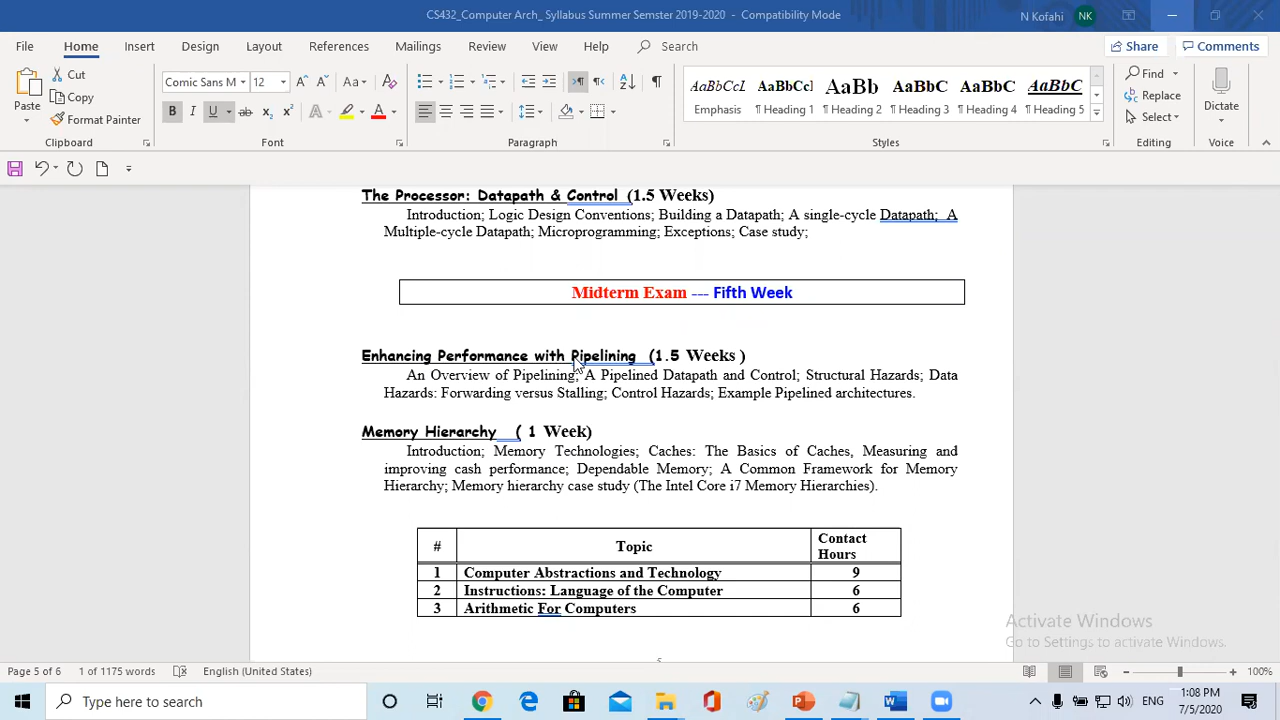 CS432_Computer Arch_ Syllabus Summer Semster 2019-2020 - Compatibility Mode
N Kofahi NK
File Home Insert Design Layout References Mailings Review View Help Search Share Comments
Cut
Copy
Format Painter
Paste
Comic Sans M 12
Aa
B I U ab x₂ x² A A
AaBbCcI AaBbCcl AaBb AaBbC AaBbC AaBbC
Emphasis ¶ Heading 1 ¶ Heading 2 ¶ Heading 3 ¶ Heading 4 ¶ Heading 5
Find
Replace
Select
Dictate
Clipboard Font Paragraph Styles Editing Voice
The Processor: Datapath & Control (1.5 Weeks)
Introduction; Logic Design Conventions; Building a Datapath; A single-cycle Datapath; A
Multiple-cycle Datapath; Microprogramming; Exceptions; Case study;
Midterm Exam --- Fifth Week
Enhancing Performance with Pipelining (1.5 Weeks )
An Overview of Pipelining; A Pipelined Datapath and Control; Structural Hazards; Data
Hazards: Forwarding versus Stalling; Control Hazards; Example Pipelined architectures.
Memory Hierarchy ( 1 Week)
Introduction; Memory Technologies; Caches: The Basics of Caches, Measuring and
improving cash performance; Dependable Memory; A Common Framework for Memory
Hierarchy; Memory hierarchy case study (The Intel Core i7 Memory Hierarchies).
# Topic Contact Hours
1 Computer Abstractions and Technology 9
2 Instructions: Language of the Computer 6
3 Arithmetic For Computers 6
5
Activate Windows
Go to Settings to activate Windows.
Page 5 of 6 1 of 1175 words English (United States) 100%
Type here to search
ENG
1:08 PM
7/5/2020